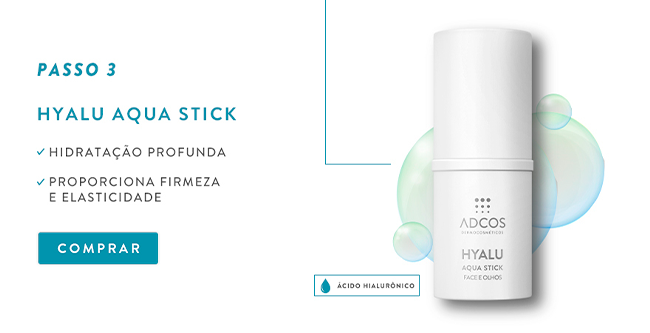 PASSO 3
HYALU AQUA STICK
HIDRATAÇÃO PROFUNDA
PROPORCIONA FIRMEZA
E ELASTICIDADE
COMPRAR
ADCOS
DERMOCOSMÉTICOS
HYALU
AQUA STICK
FACE E OLHOS
ÁCIDO HIALURÔNICO